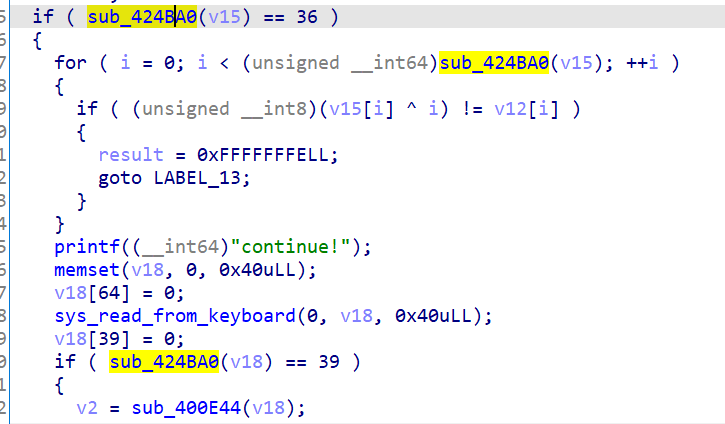 5 if ( sub_424BA0(v15) == 36 )
6 {
7 for ( i = 0; i < (unsigned __int64)sub_424BA0(v15); ++i )
8 {
9 if ( (unsigned __int8)(v15[i] ^ i) != v12[i] )
0 {
1 result = 0xFFFFFFFELL;
2 goto LABEL_13;
3 }
4 }
5 printf((__int64)"continue!");
6 memset(v18, 0, 0x40uLL);
7 v18[64] = 0;
8 sys_read_from_keyboard(0, v18, 0x40uLL);
9 v18[39] = 0;
0 if ( sub_424BA0(v18) == 39 )
1 {
2 v2 = sub_400E44(v18);